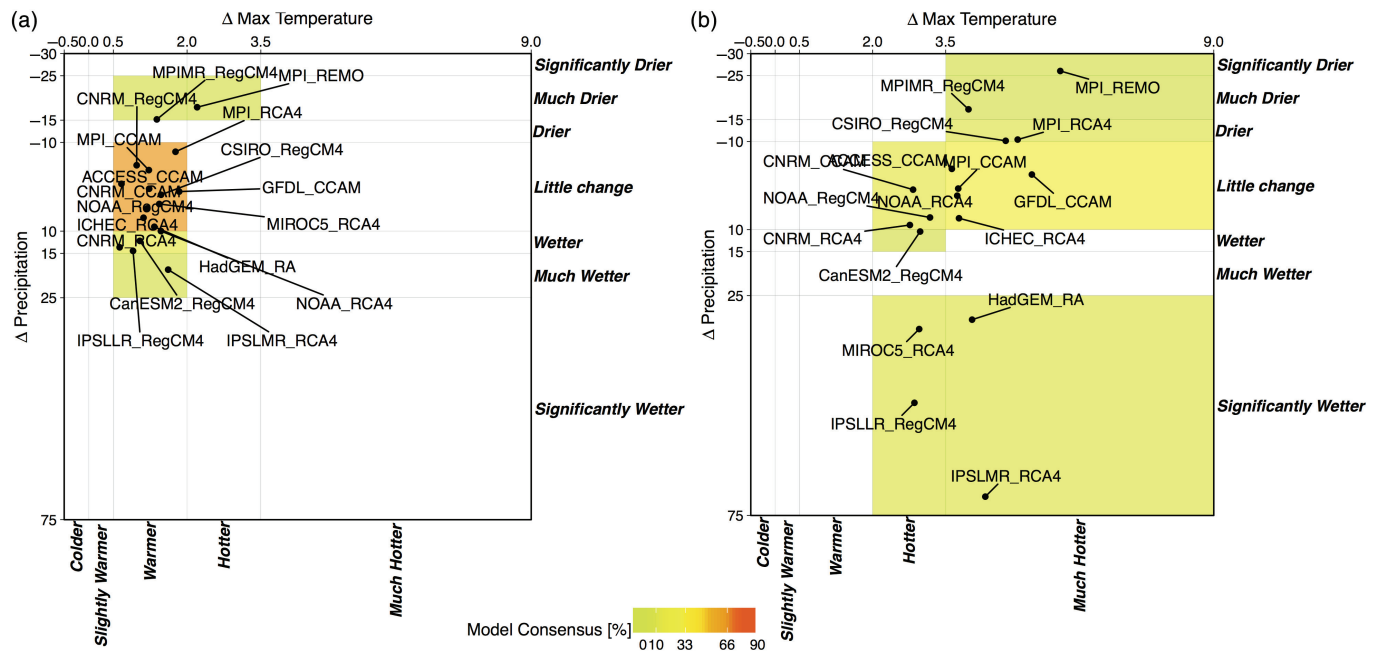 (a)
Δ Max Temperature
−0.50.0 0.5 2.0 3.5 9.0
−30
−25
−15
−10
10
15
25
75
Δ Precipitation
MPIMR_RegCM4
MPI_REMO
CNRM_RegCM4
MPI_RCA4
MPI_CCAM
CSIRO_RegCM4
ACCESS_CCAM
CNRM_CCAM
GFDL_CCAM
NOAA_RegCM4
ICHEC_RCA4
MIROC5_RCA4
CNRM_RCA4
HadGEM_RA
CanESM2_RegCM4
NOAA_RCA4
IPSLLR_RegCM4
IPSLMR_RCA4
Significantly Drier
Much Drier
Drier
Little change
Wetter
Much Wetter
Significantly Wetter
Colder
Slightly Warmer
Warmer
Hotter
Much Hotter
(b)
Δ Max Temperature
−0.50.0 0.5 2.0 3.5 9.0
−30
−25
−15
−10
10
15
25
75
Δ Precipitation
MPI_REMO
MPIMR_RegCM4
CSIRO_RegCM4
MPI_RCA4
CNRM_CCAM
ACCESS_CCAM
MPI_CCAM
NOAA_RegCM4
NOAA_RCA4
GFDL_CCAM
CNRM_RCA4
ICHEC_RCA4
CanESM2_RegCM4
HadGEM_RA
MIROC5_RCA4
IPSLLR_RegCM4
IPSLMR_RCA4
Significantly Drier
Much Drier
Drier
Little change
Wetter
Much Wetter
Significantly Wetter
Colder
Slightly Warmer
Warmer
Hotter
Much Hotter
Model Consensus [%]
010 33 66 90